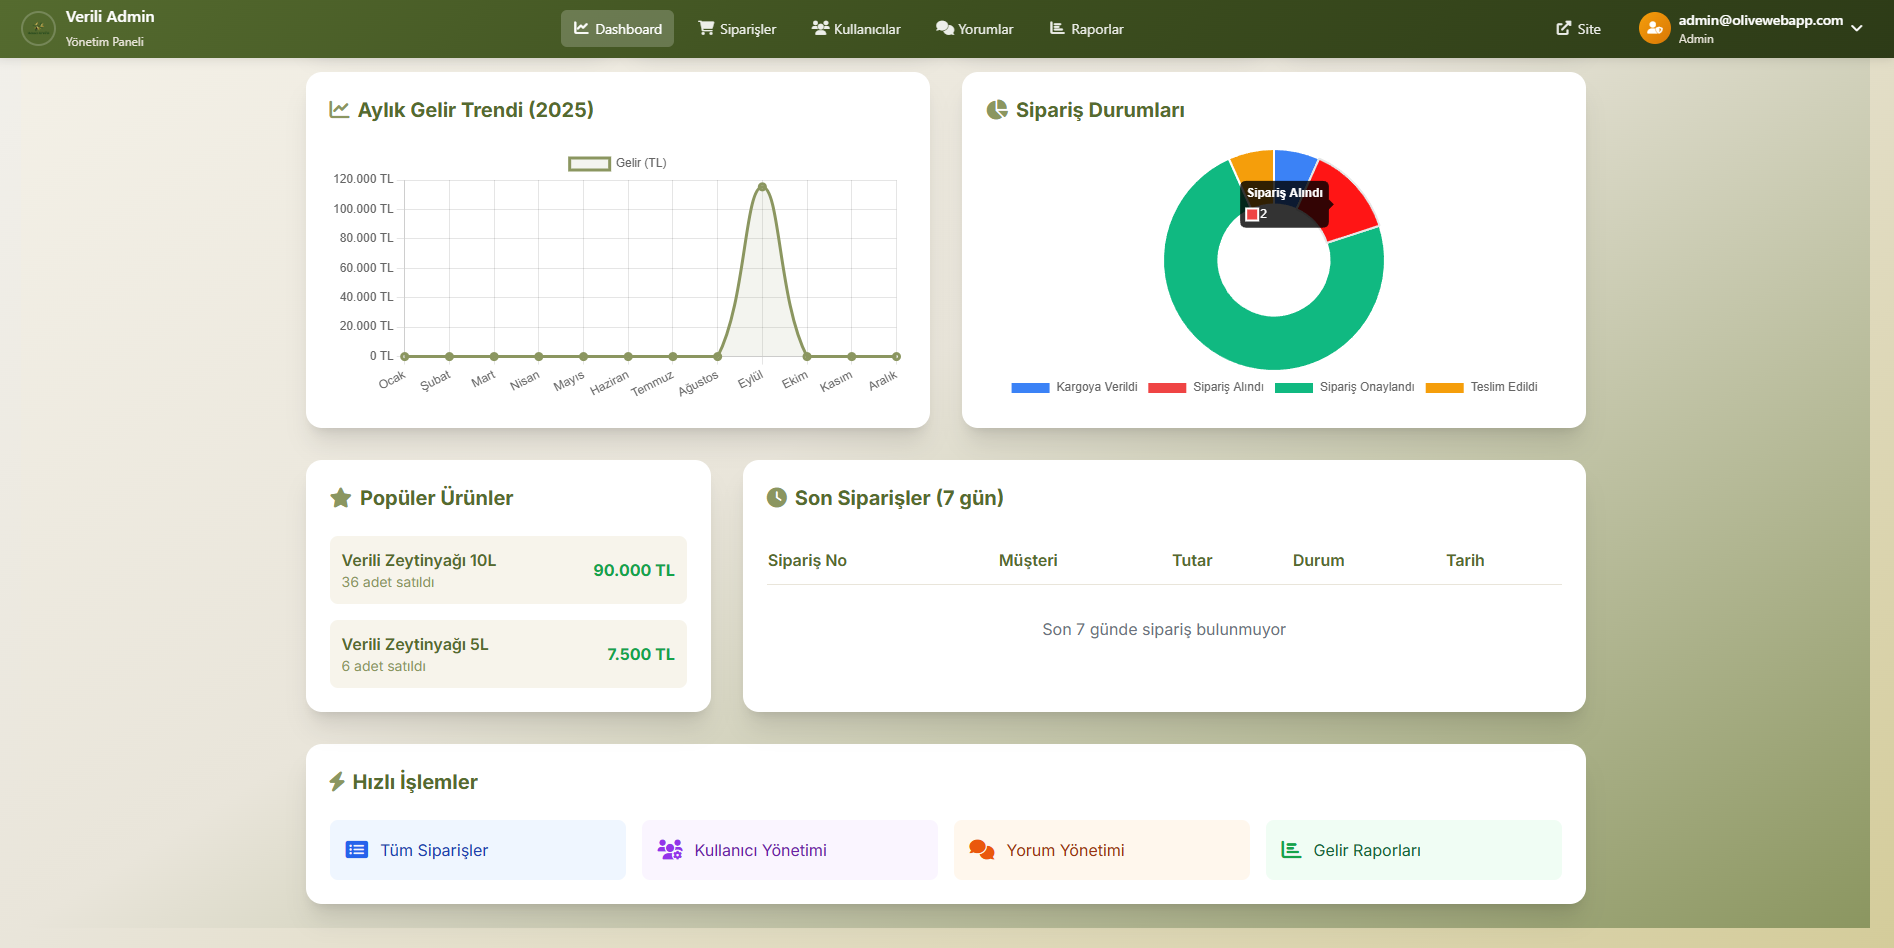 Verili Admin
Yönetim Paneli
Dashboard
Siparişler
Kullanıcılar
Yorumlar
Raporlar
Site
admin@olivewebapp.com
Admin
Aylık Gelir Trendi (2025)
Gelir (TL)
120.000 TL
100.000 TL
80.000 TL
60.000 TL
40.000 TL
20.000 TL
0 TL
Ocak
Şubat
Mart
Nisan
Mayıs
Haziran
Temmuz
Ağustos
Eylül
Ekim
Kasım
Aralık
Sipariş Durumları
Sipariş Alındı
2
Kargoya Verildi
Sipariş Alındı
Sipariş Onaylandı
Teslim Edildi
Popüler Ürünler
Verili Zeytinyağı 10L
36 adet satıldı
90.000 TL
Verili Zeytinyağı 5L
6 adet satıldı
7.500 TL
Son Siparişler (7 gün)
Sipariş No
Müşteri
Tutar
Durum
Tarih
Son 7 günde sipariş bulunmuyor
Hızlı İşlemler
Tüm Siparişler
Kullanıcı Yönetimi
Yorum Yönetimi
Gelir Raporları